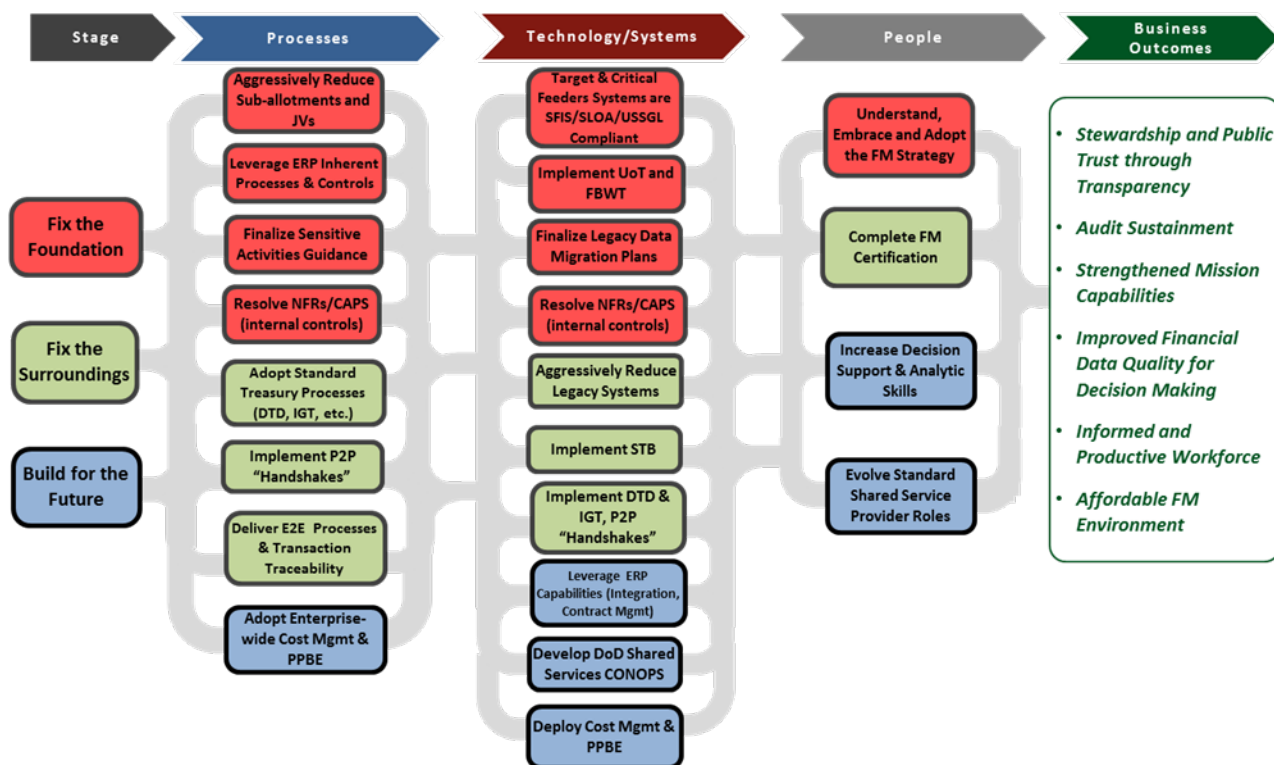 Stage
Processes
Technology/Systems
People
Business
Outcomes
Fix the
Foundation
Fix the
Surroundings
Build for the
Future
Aggressively Reduce
Sub-allotments and
JVs
Leverage ERP Inherent
Processes & Controls
Finalize Sensitive
Activities Guidance
Resolve NFRs/CAPS
(internal controls)
Adopt Standard
Treasury Processes
(DTD, IGT, etc.)
Implement P2P
“Handshakes”
Deliver E2E Processes
& Transaction
Traceability
Adopt Enterprise-
wide Cost Mgmt &
PPBE
Target & Critical
Feeders Systems are
SFIS/SLOA/USSGL
Compliant
Implement UoT and
FBWT
Finalize Legacy Data
Migration Plans
Resolve NFRs/CAPS
(internal controls)
Aggressively Reduce
Legacy Systems
Implement STB
Implement DTD &
IGT, P2P
“Handshakes”
Leverage ERP
Capabilities (Integration,
Contract Mgmt)
Develop DoD Shared
Services CONOPS
Deploy Cost Mgmt &
PPBE
Understand,
Embrace and Adopt
the FM Strategy
Complete FM
Certification
Increase Decision
Support & Analytic
Skills
Evolve Standard
Shared Service
Provider Roles
• Stewardship and Public
Trust through
Transparency
• Audit Sustainment
• Strengthened Mission
Capabilities
• Improved Financial
Data Quality for
Decision Making
• Informed and
Productive Workforce
• Affordable FM
Environment